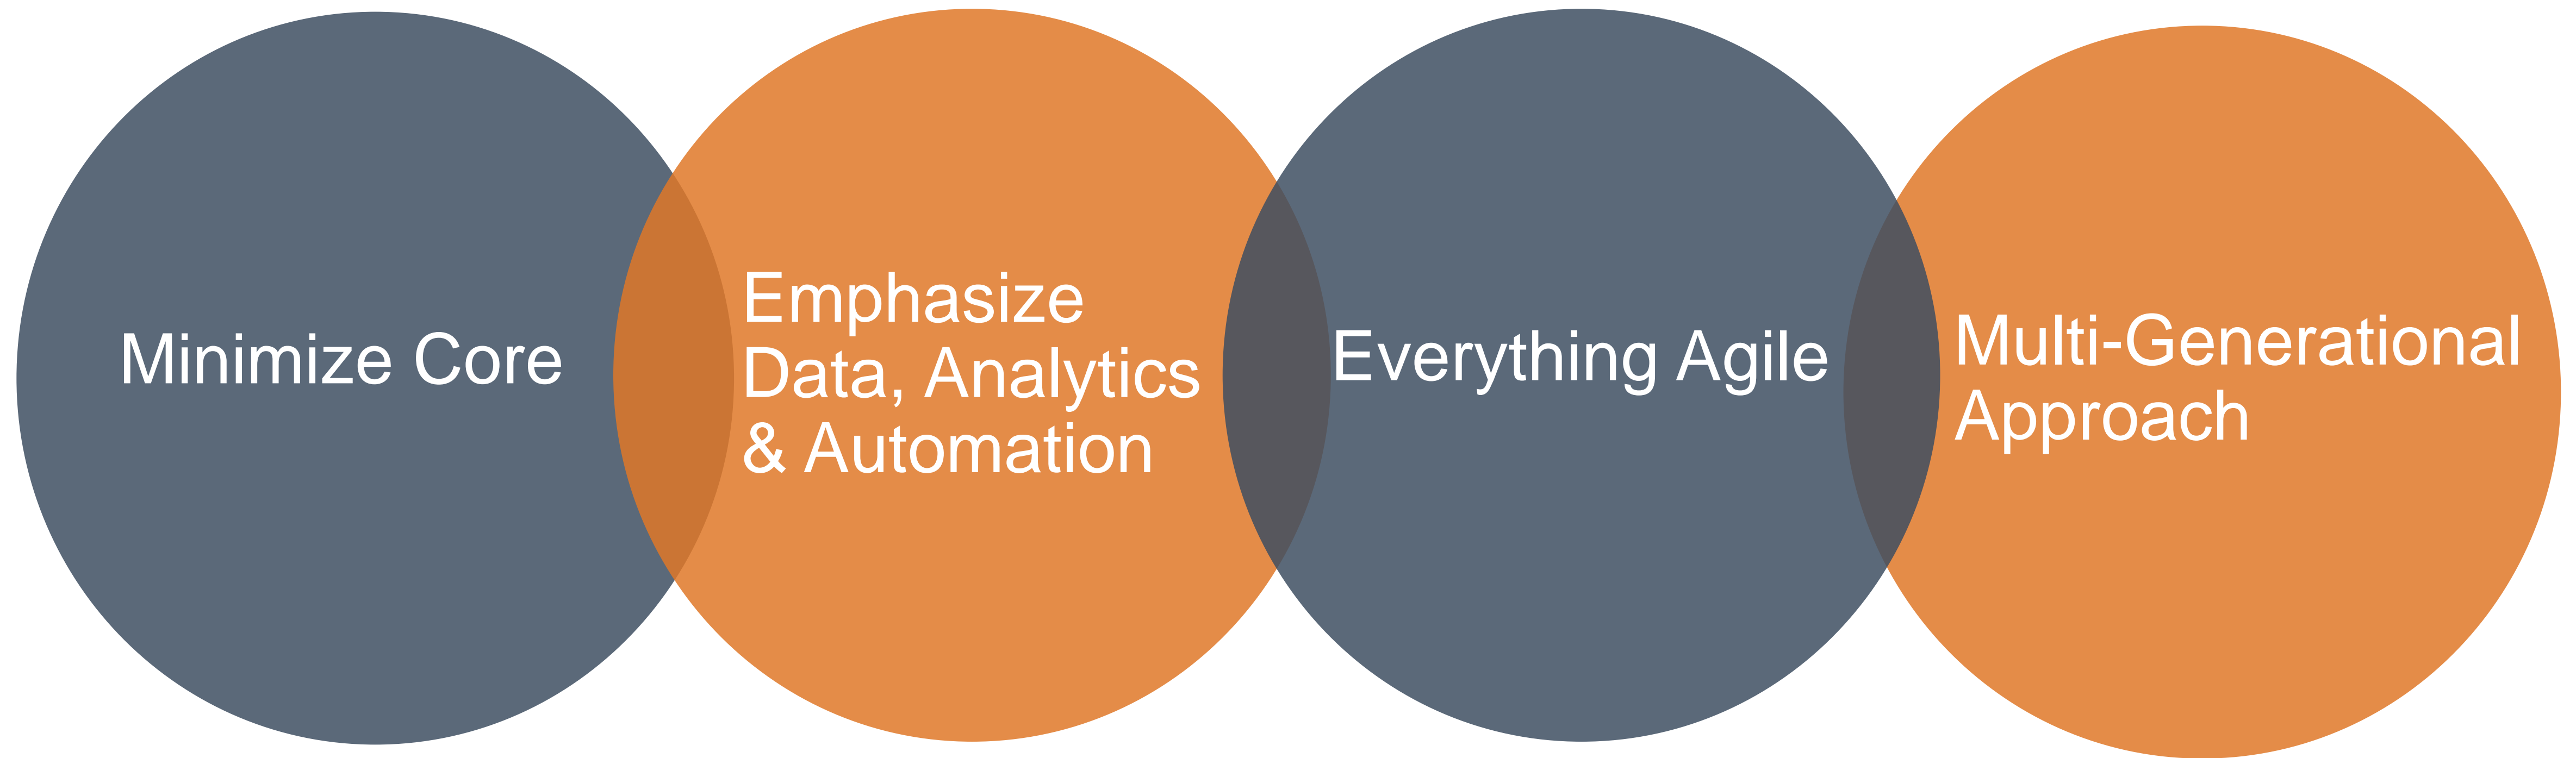 Minimize Core
Emphasize
Data, Analytics
& Automation
Everything Agile
Multi-Generational
Approach